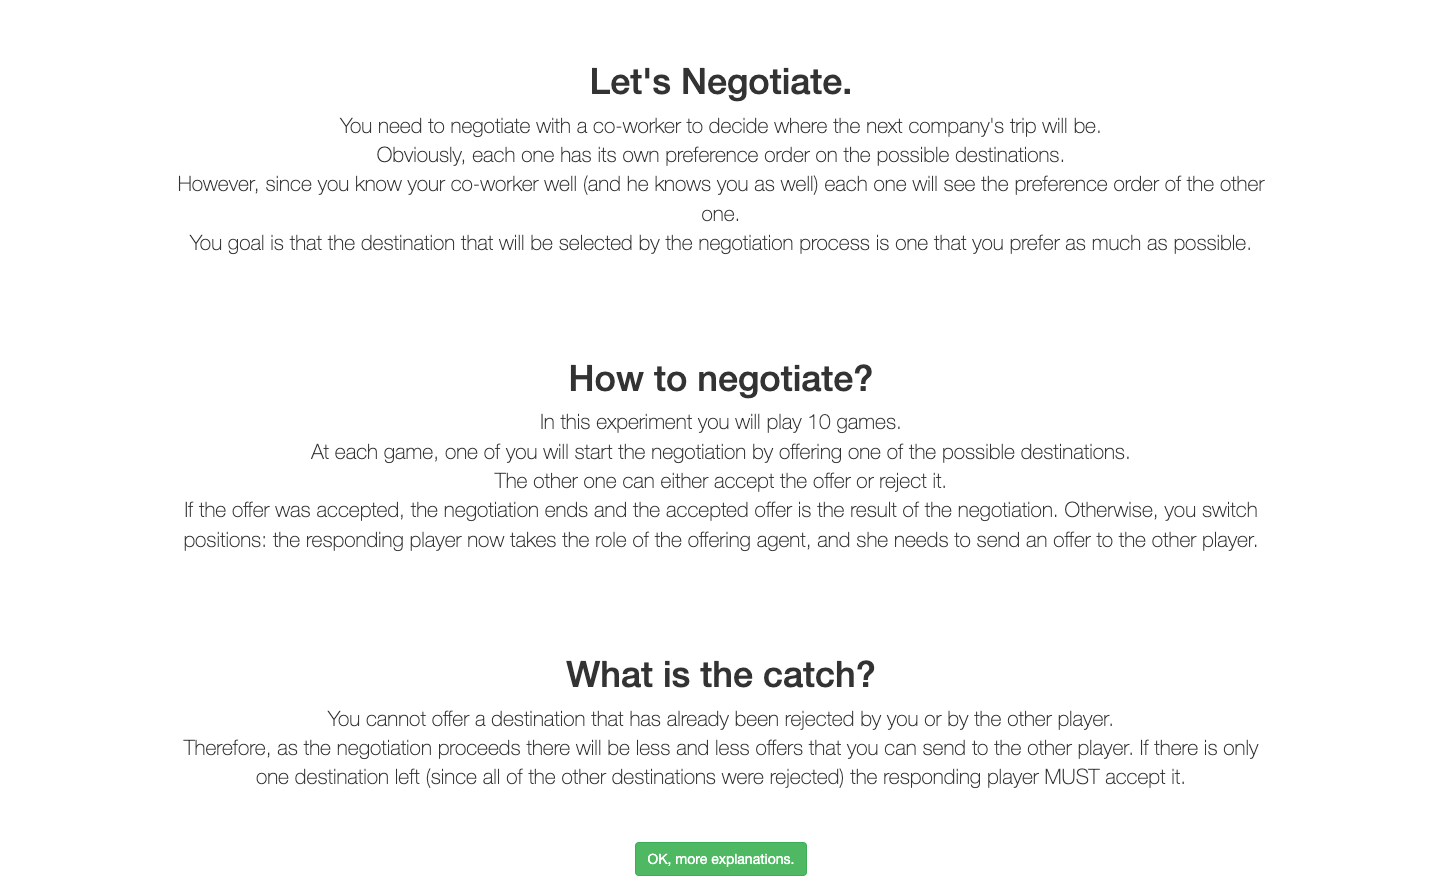 Let's Negotiate.
You need to negotiate with a co-worker to decide where the next company's trip will be.
Obviously, each one has its own preference order on the possible destinations.
However, since you know your co-worker well (and he knows you as well) each one will see the preference order of the other
one.
You goal is that the destination that will be selected by the negotiation process is one that you prefer as much as possible.
How to negotiate?
In this experiment you will play 10 games.
At each game, one of you will start the negotiation by offering one of the possible destinations.
The other one can either accept the offer or reject it.
If the offer was accepted, the negotiation ends and the accepted offer is the result of the negotiation. Otherwise, you switch
positions: the responding player now takes the role of the offering agent, and she needs to send an offer to the other player.
What is the catch?
You cannot offer a destination that has already been rejected by you or by the other player.
Therefore, as the negotiation proceeds there will be less and less offers that you can send to the other player. If there is only
one destination left (since all of the other destinations were rejected) the responding player MUST accept it.
OK, more explanations.